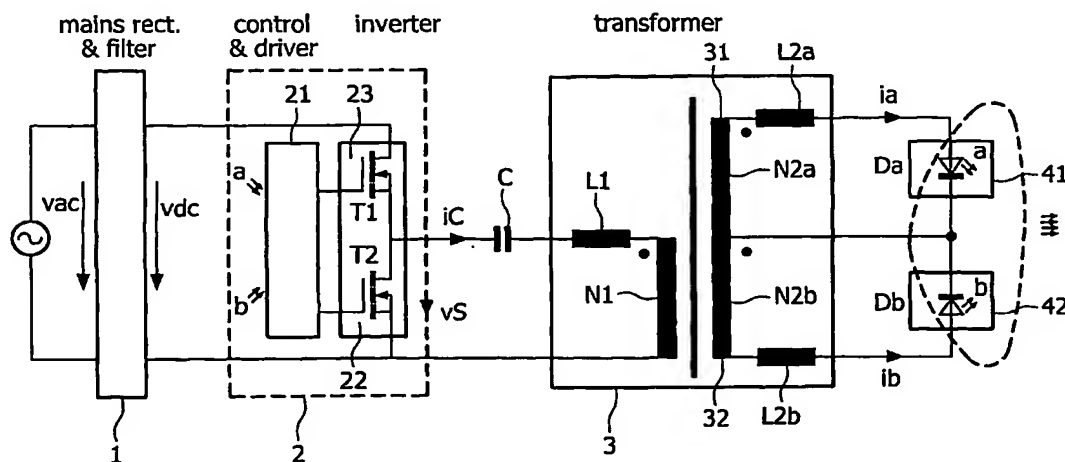 mains rect.
& filter
control
& driver
inverter
transformer
21
23
31
L2a
ia
a
T1
C
L1
N2a
Da
a
41
vac
vdc
iC
T2
N1
N2b
b
vS
Db
b
42
22
32
L2b
ib
1
2
3